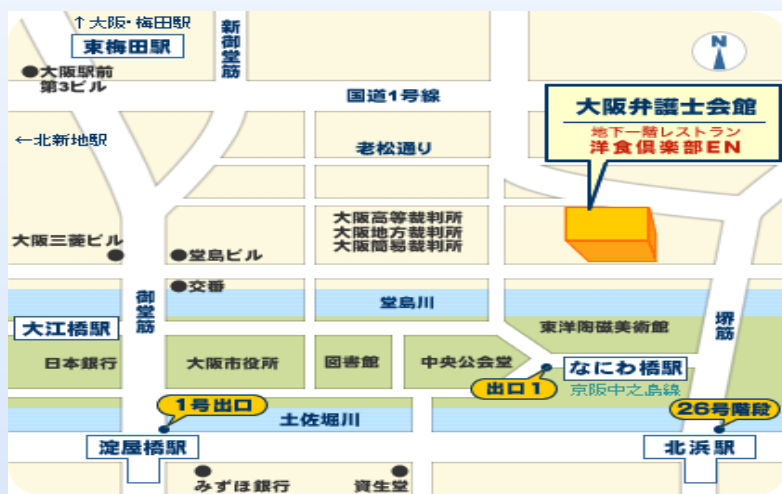 ↑大阪・梅田駅
東梅田駅
新御堂筋
N
●大阪駅前
第3ビル
国道1号線
大阪弁護士会館
地下一階レストラン
洋食倶楽部EN
←北新地駅
老松通り
大阪高等裁判所
大阪地方裁判所
大阪簡易裁判所
大阪三菱ビル
●堂島ビル
御堂筋
●交番
堂島川
堺筋
大江橋駅
東洋陶磁美術館
日本銀行
大阪市役所
図書館
中央公会堂
なにわ橋駅
出口1
京阪中之島線
1号出口
土佐堀川
26号階段
淀屋橋駅
北浜駅
みずほ銀行
資生堂